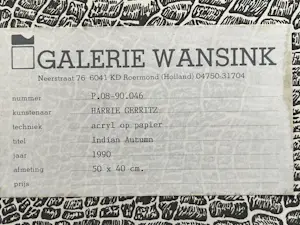 GALERIE WANSINK
Neerstraat 76 6041 KD Roermond (Holland) 04750-31704
nummer P.08-90.046
kunstenaar HARRIE GERRITZ
techniek acryl op papier
titel Indian Autumn
jaar 1990
afmeting 50 x 40 cm.
prijs